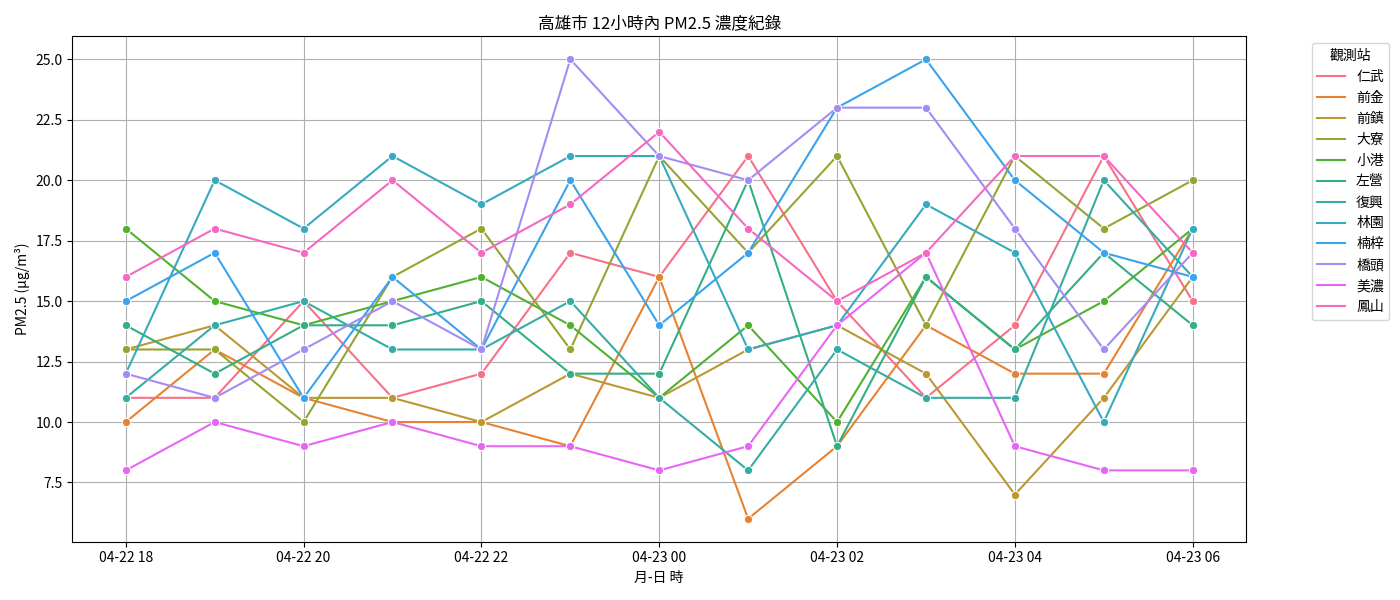 高雄市 12小時內 PM2.5 濃度紀錄
PM2.5 (μg/m³)
25.0
22.5
20.0
17.5
15.0
12.5
10.0
7.5
04-22 18
04-22 20
04-22 22
04-23 00
04-23 02
04-23 04
04-23 06
月-日 時
觀測站
仁武
前金
前鎮
大寮
小港
左營
復興
林園
楠梓
橋頭
美濃
鳳山